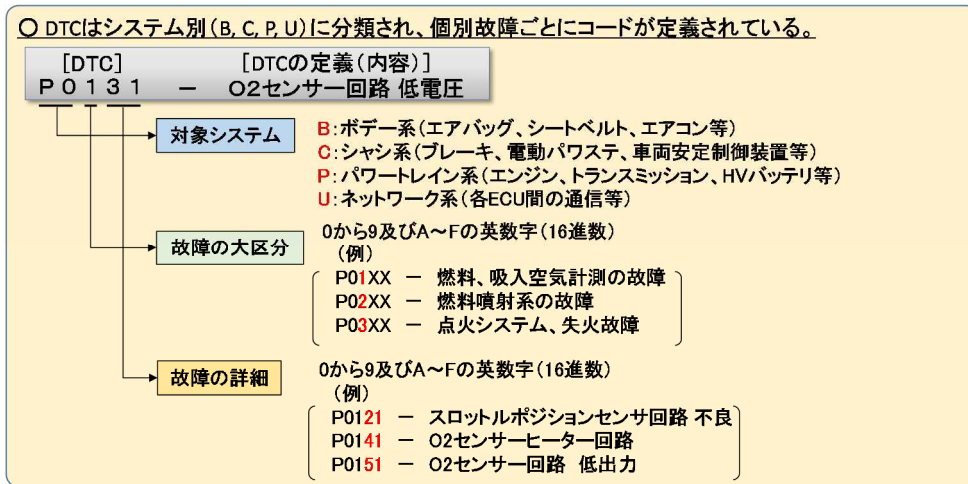 ○ DTCはシステム別(B, C, P, U)に分類され、個別故障ごとにコードが定義されている。
[DTC] [DTCの定義(内容)]
P0131 － O2センサー回路 低電圧
対象システム
B:ボデー系(エアバッグ、シートベルト、エアコン等)
C:シャシ系(ブレーキ、電動パワステ、車両安定制御装置等)
P:パワートレイン系(エンジン、トランスミッション、HVバッテリ等)
U:ネットワーク系(各ECU間の通信等)
故障の大区分
0から9及びA～Fの英数字(16進数)
(例)
P01XX － 燃料、吸入空気計測の故障
P02XX － 燃料噴射系の故障
P03XX － 点火システム、失火故障
故障の詳細
0から9及びA～Fの英数字(16進数)
(例)
P0121 － スロットルポジションセンサ回路 不良
P0141 － O2センサーヒーター回路
P0151 － O2センサー回路 低出力